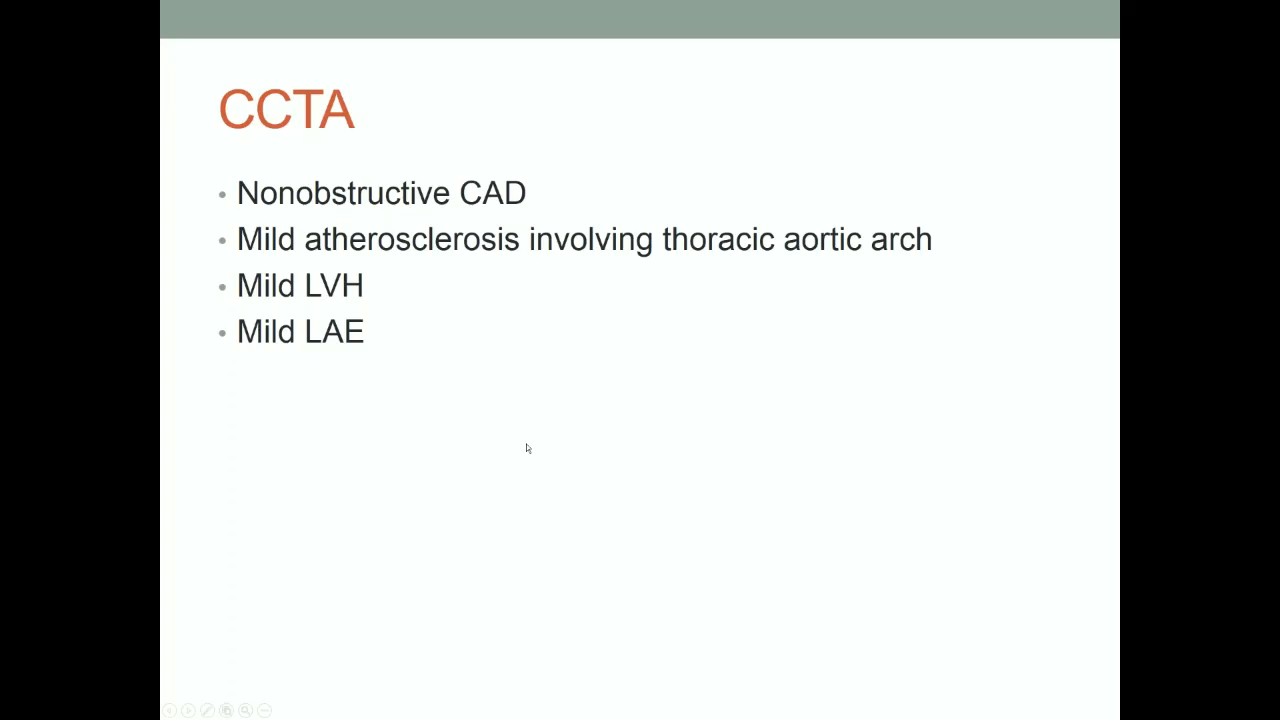 CCTA
• Nonobstructive CAD
• Mild atherosclerosis involving thoracic aortic arch
• Mild LVH
• Mild LAE